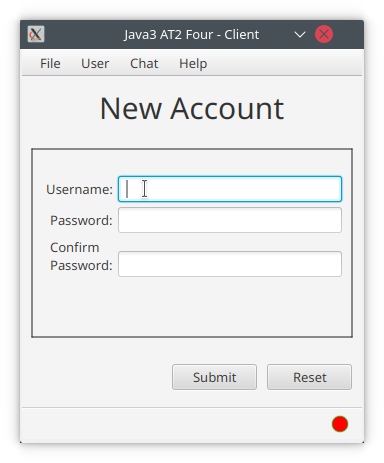 Java3 AT2 Four - Client
File User Chat Help
New Account
Username:
Password:
Confirm
Password:
Submit Reset